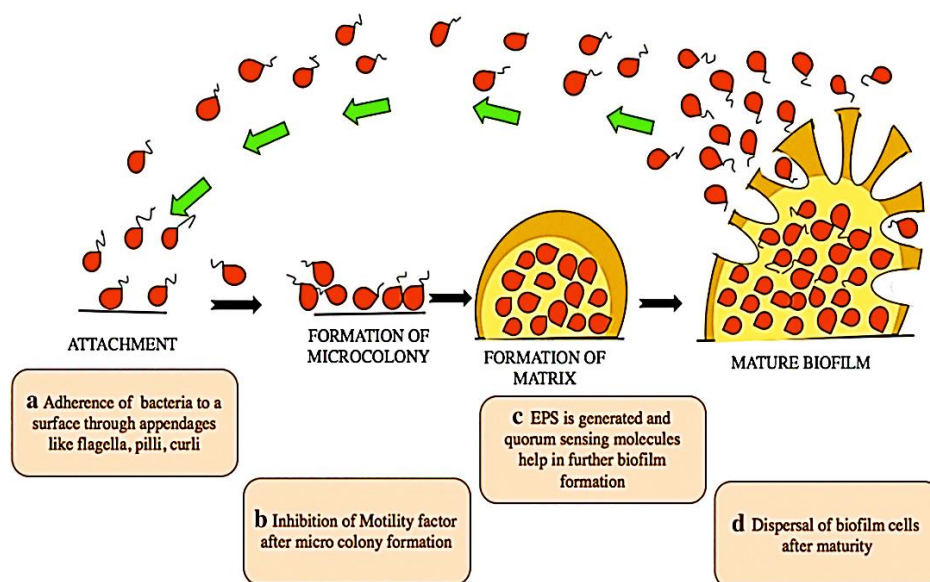 ATTACHMENT
FORMATION OF
MICROCOLONY
FORMATION OF
MATRIX
MATURE BIOFILM
a Adherence of bacteria to a
surface through appendages
like flagella, pilli, curli
b Inhibition of Motility factor
after micro colony formation
c EPS is generated and
quorum sensing molecules
help in further biofilm
formation
d Dispersal of biofilm cells
after maturity